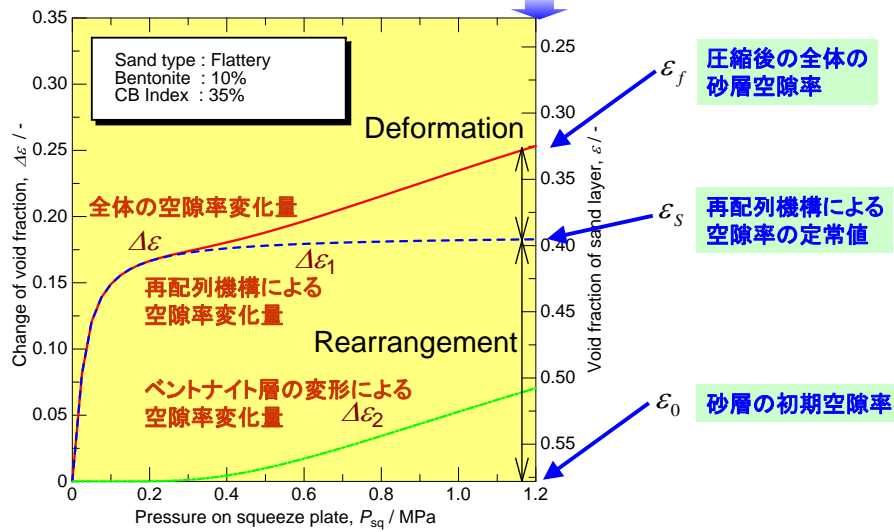 0.35
0.30
0.25
0.20
0.15
0.10
0.05
0
Change of void fraction, Δε / -
Sand type : Flattery
Bentonite : 10%
CB Index : 35%
Deformation
全体の空隙率変化量
Δε
Δε1
再配列機構による
空隙率変化量
Rearrangement
ベントナイト層の変形による
空隙率変化量
Δε2
0 0.2 0.4 0.6 0.8 1.0 1.2
Pressure on squeeze plate, Psq / MPa
0.25
0.30
0.35
0.40
0.45
0.50
0.55
Void fraction of sand layer, ε / -
εf
圧縮後の全体の
砂層空隙率
εS
再配列機構による
空隙率の定常値
ε0
砂層の初期空隙率